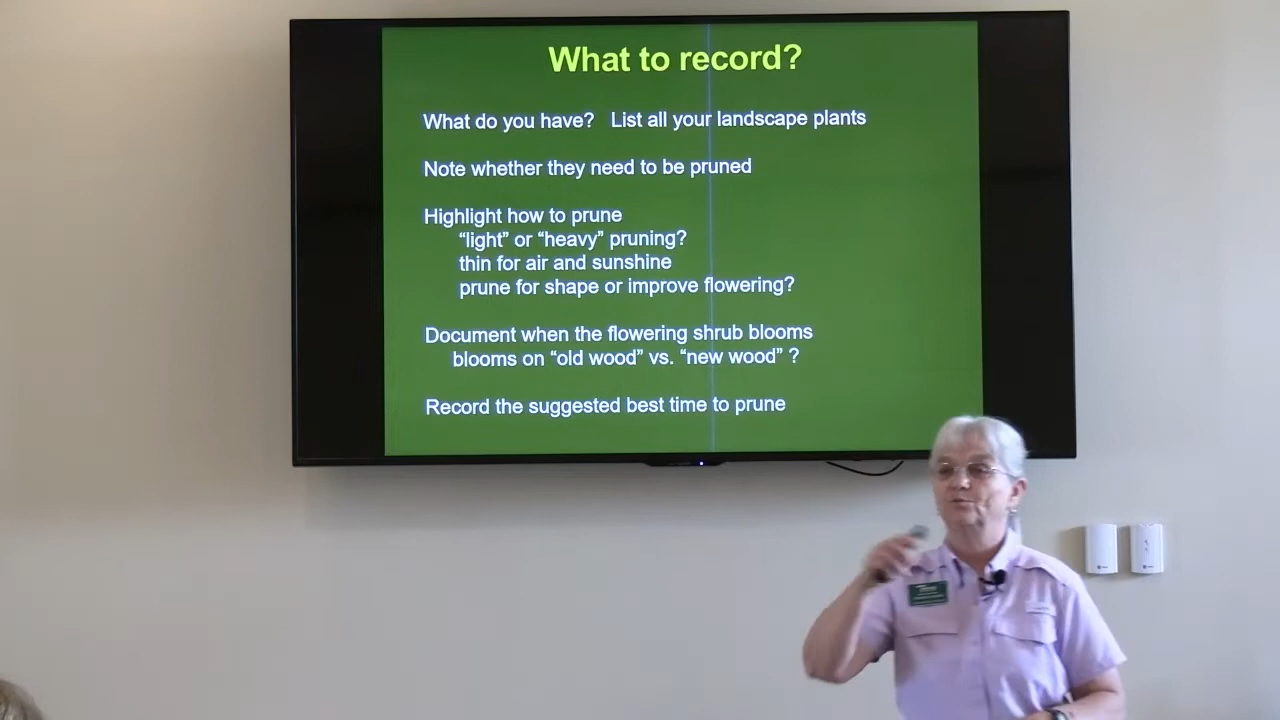 What to record?
What do you have? List all your landscape plants
Note whether they need to be pruned
Highlight how to prune
“light” or “heavy” pruning?
thin for air and sunshine
prune for shape or improve flowering?
Document when the flowering shrub blooms
blooms on “old wood” vs. “new wood” ?
Record the suggested best time to prune